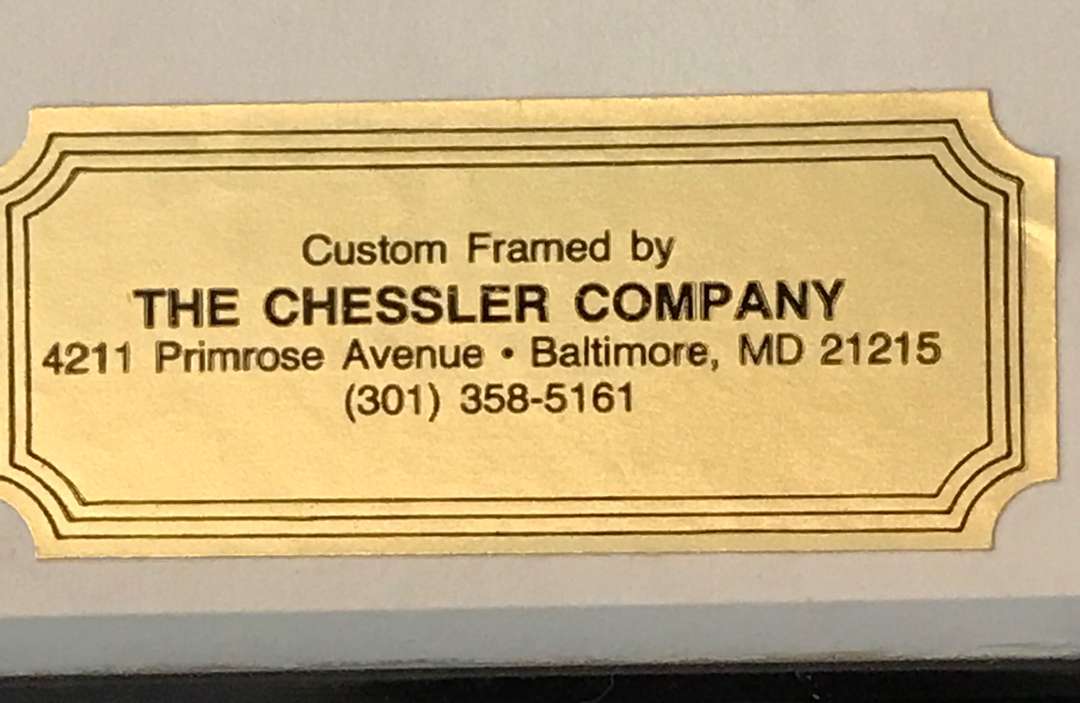 Custom Framed by
THE CHESSLER COMPANY
4211 Primrose Avenue • Baltimore, MD 21215
(301) 358-5161